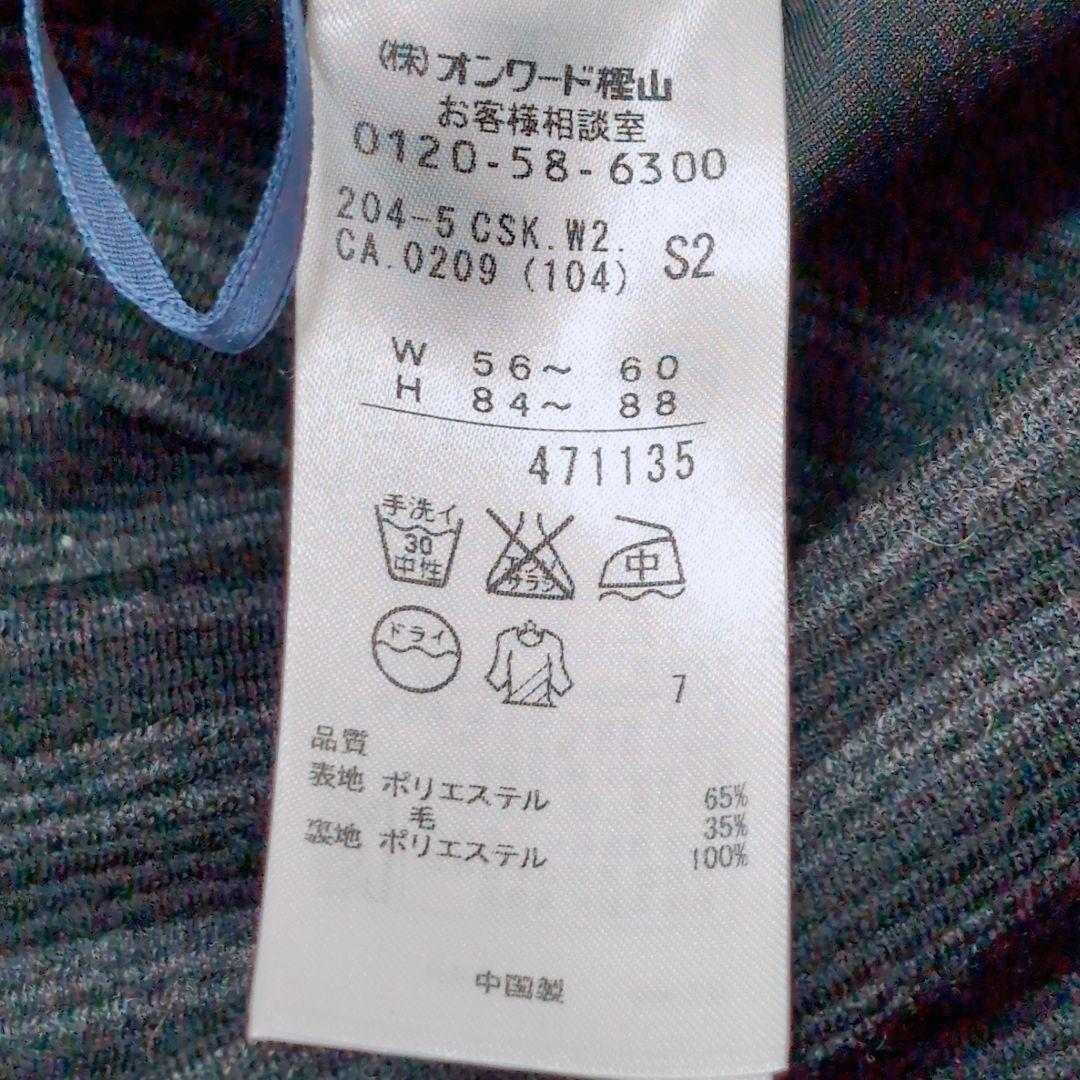 (株)オンワード樫山
お客様相談室
0120-58-6300
204-5 CSK.W2.
CA.0209 (104) S2
W 56~ 60
H 84~ 88
471135
手洗イ
30
中性
サラシ
中
ドライ
7
品質
表地 ポリエステル 65%
毛 35%
裏地 ポリエステル 100%
中国製